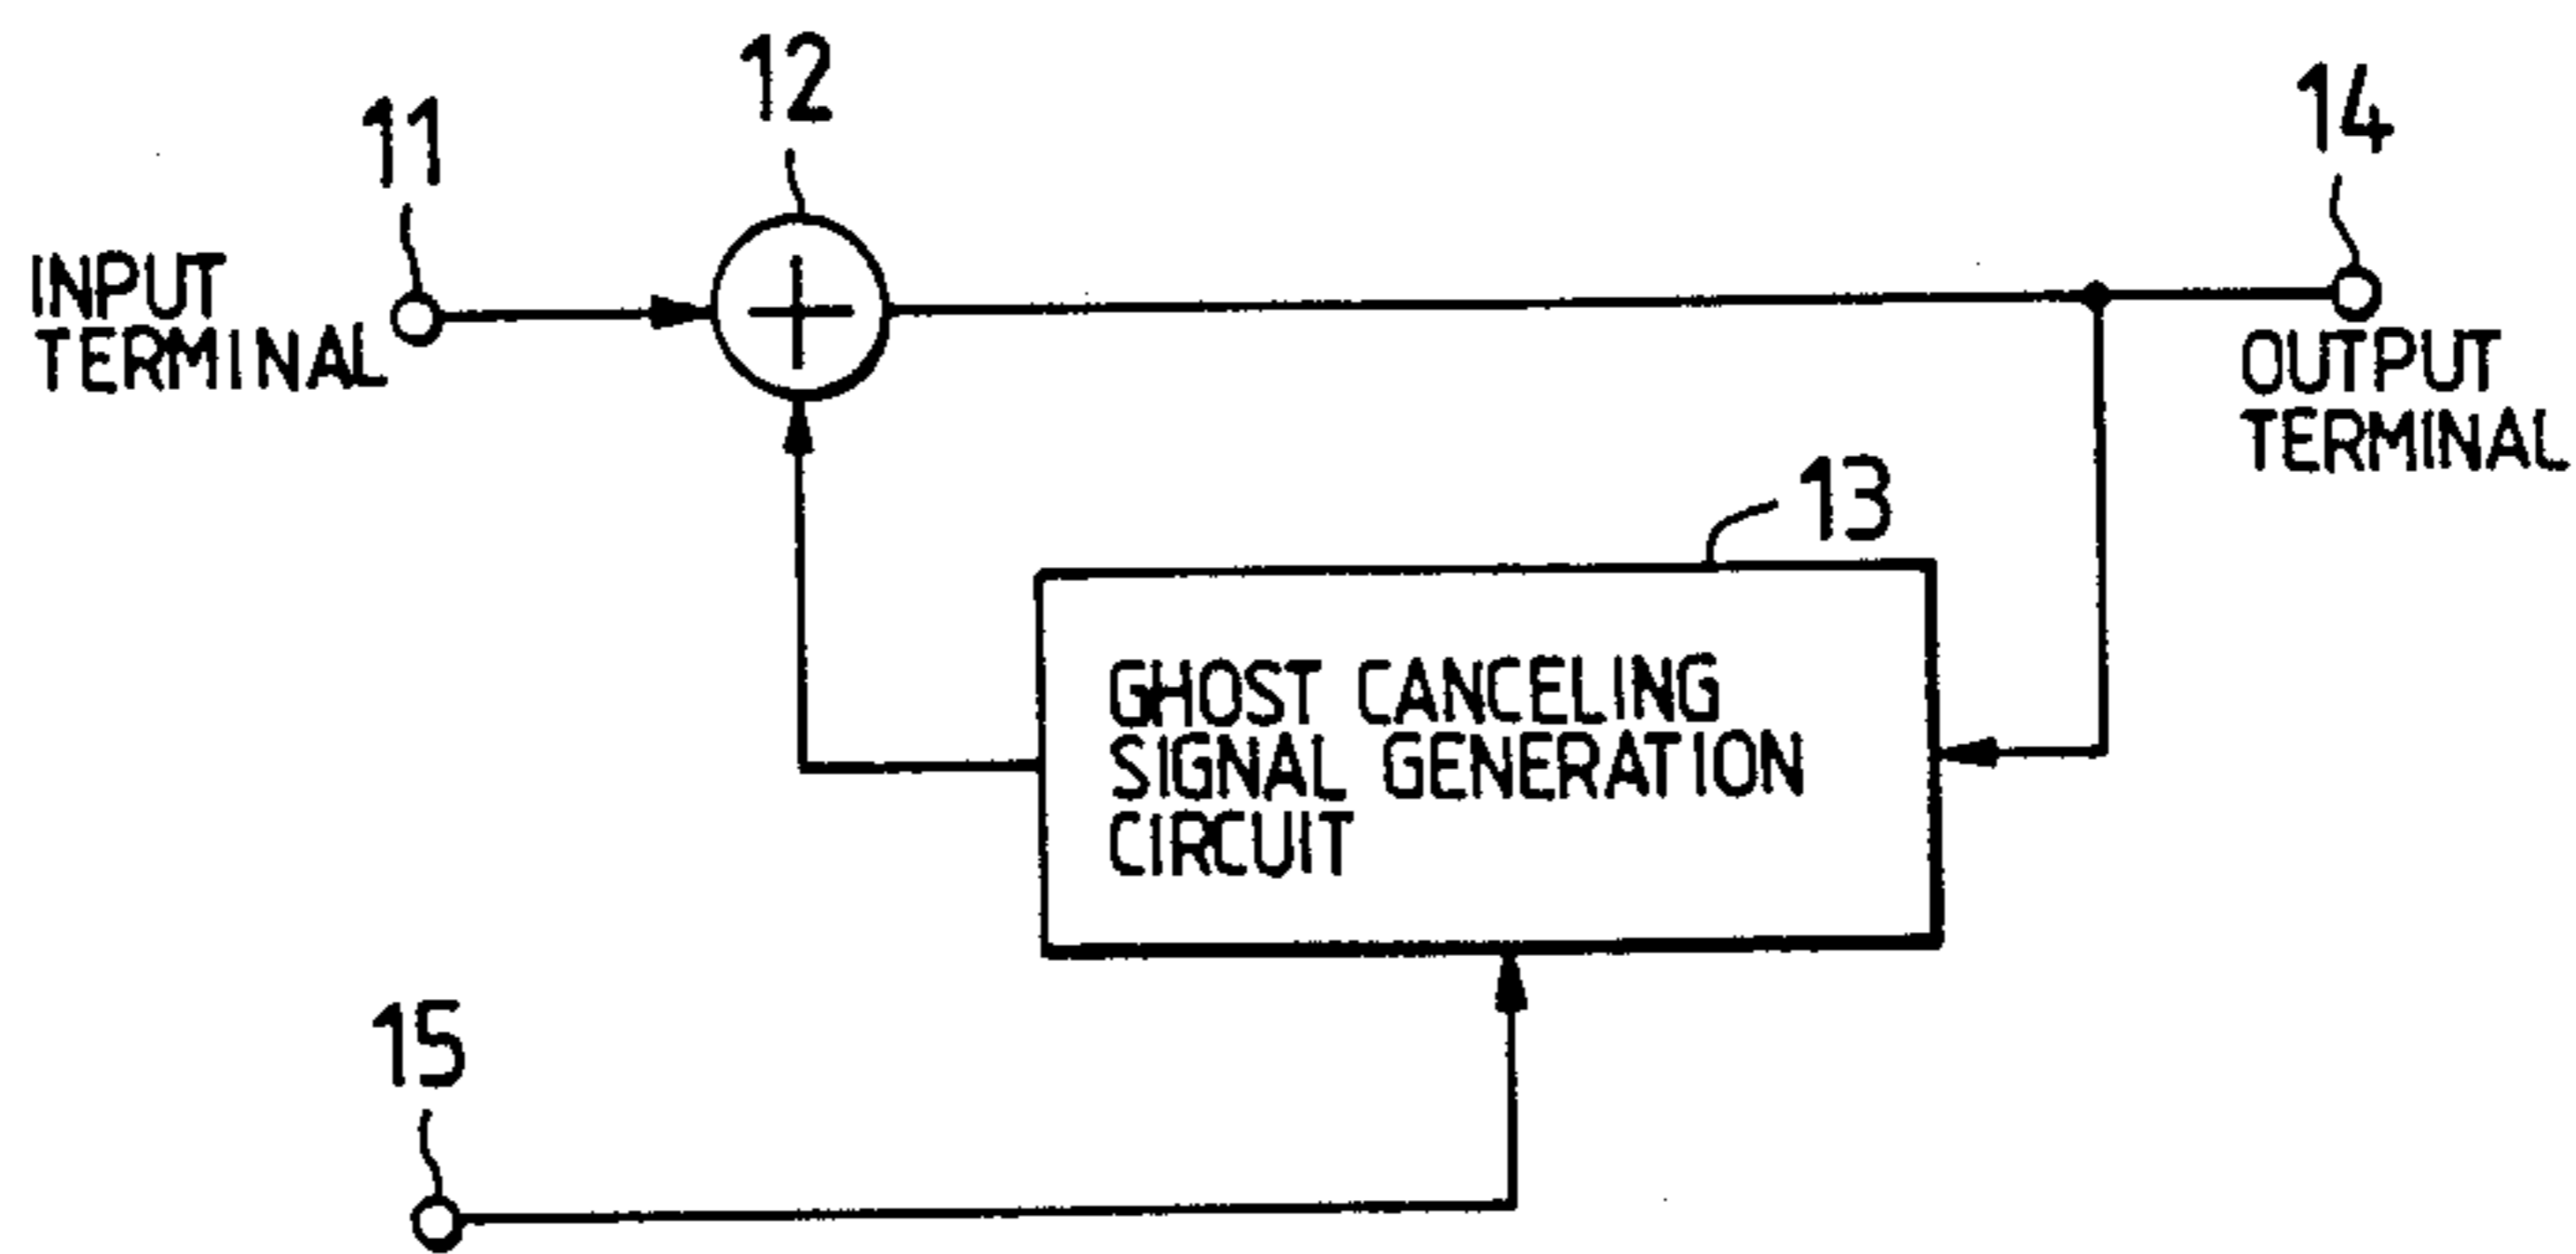 12
14
11
INPUT
TERMINAL
OUTPUT
TERMINAL
13
GHOST CANCELING
SIGNAL GENERATION
CIRCUIT
15